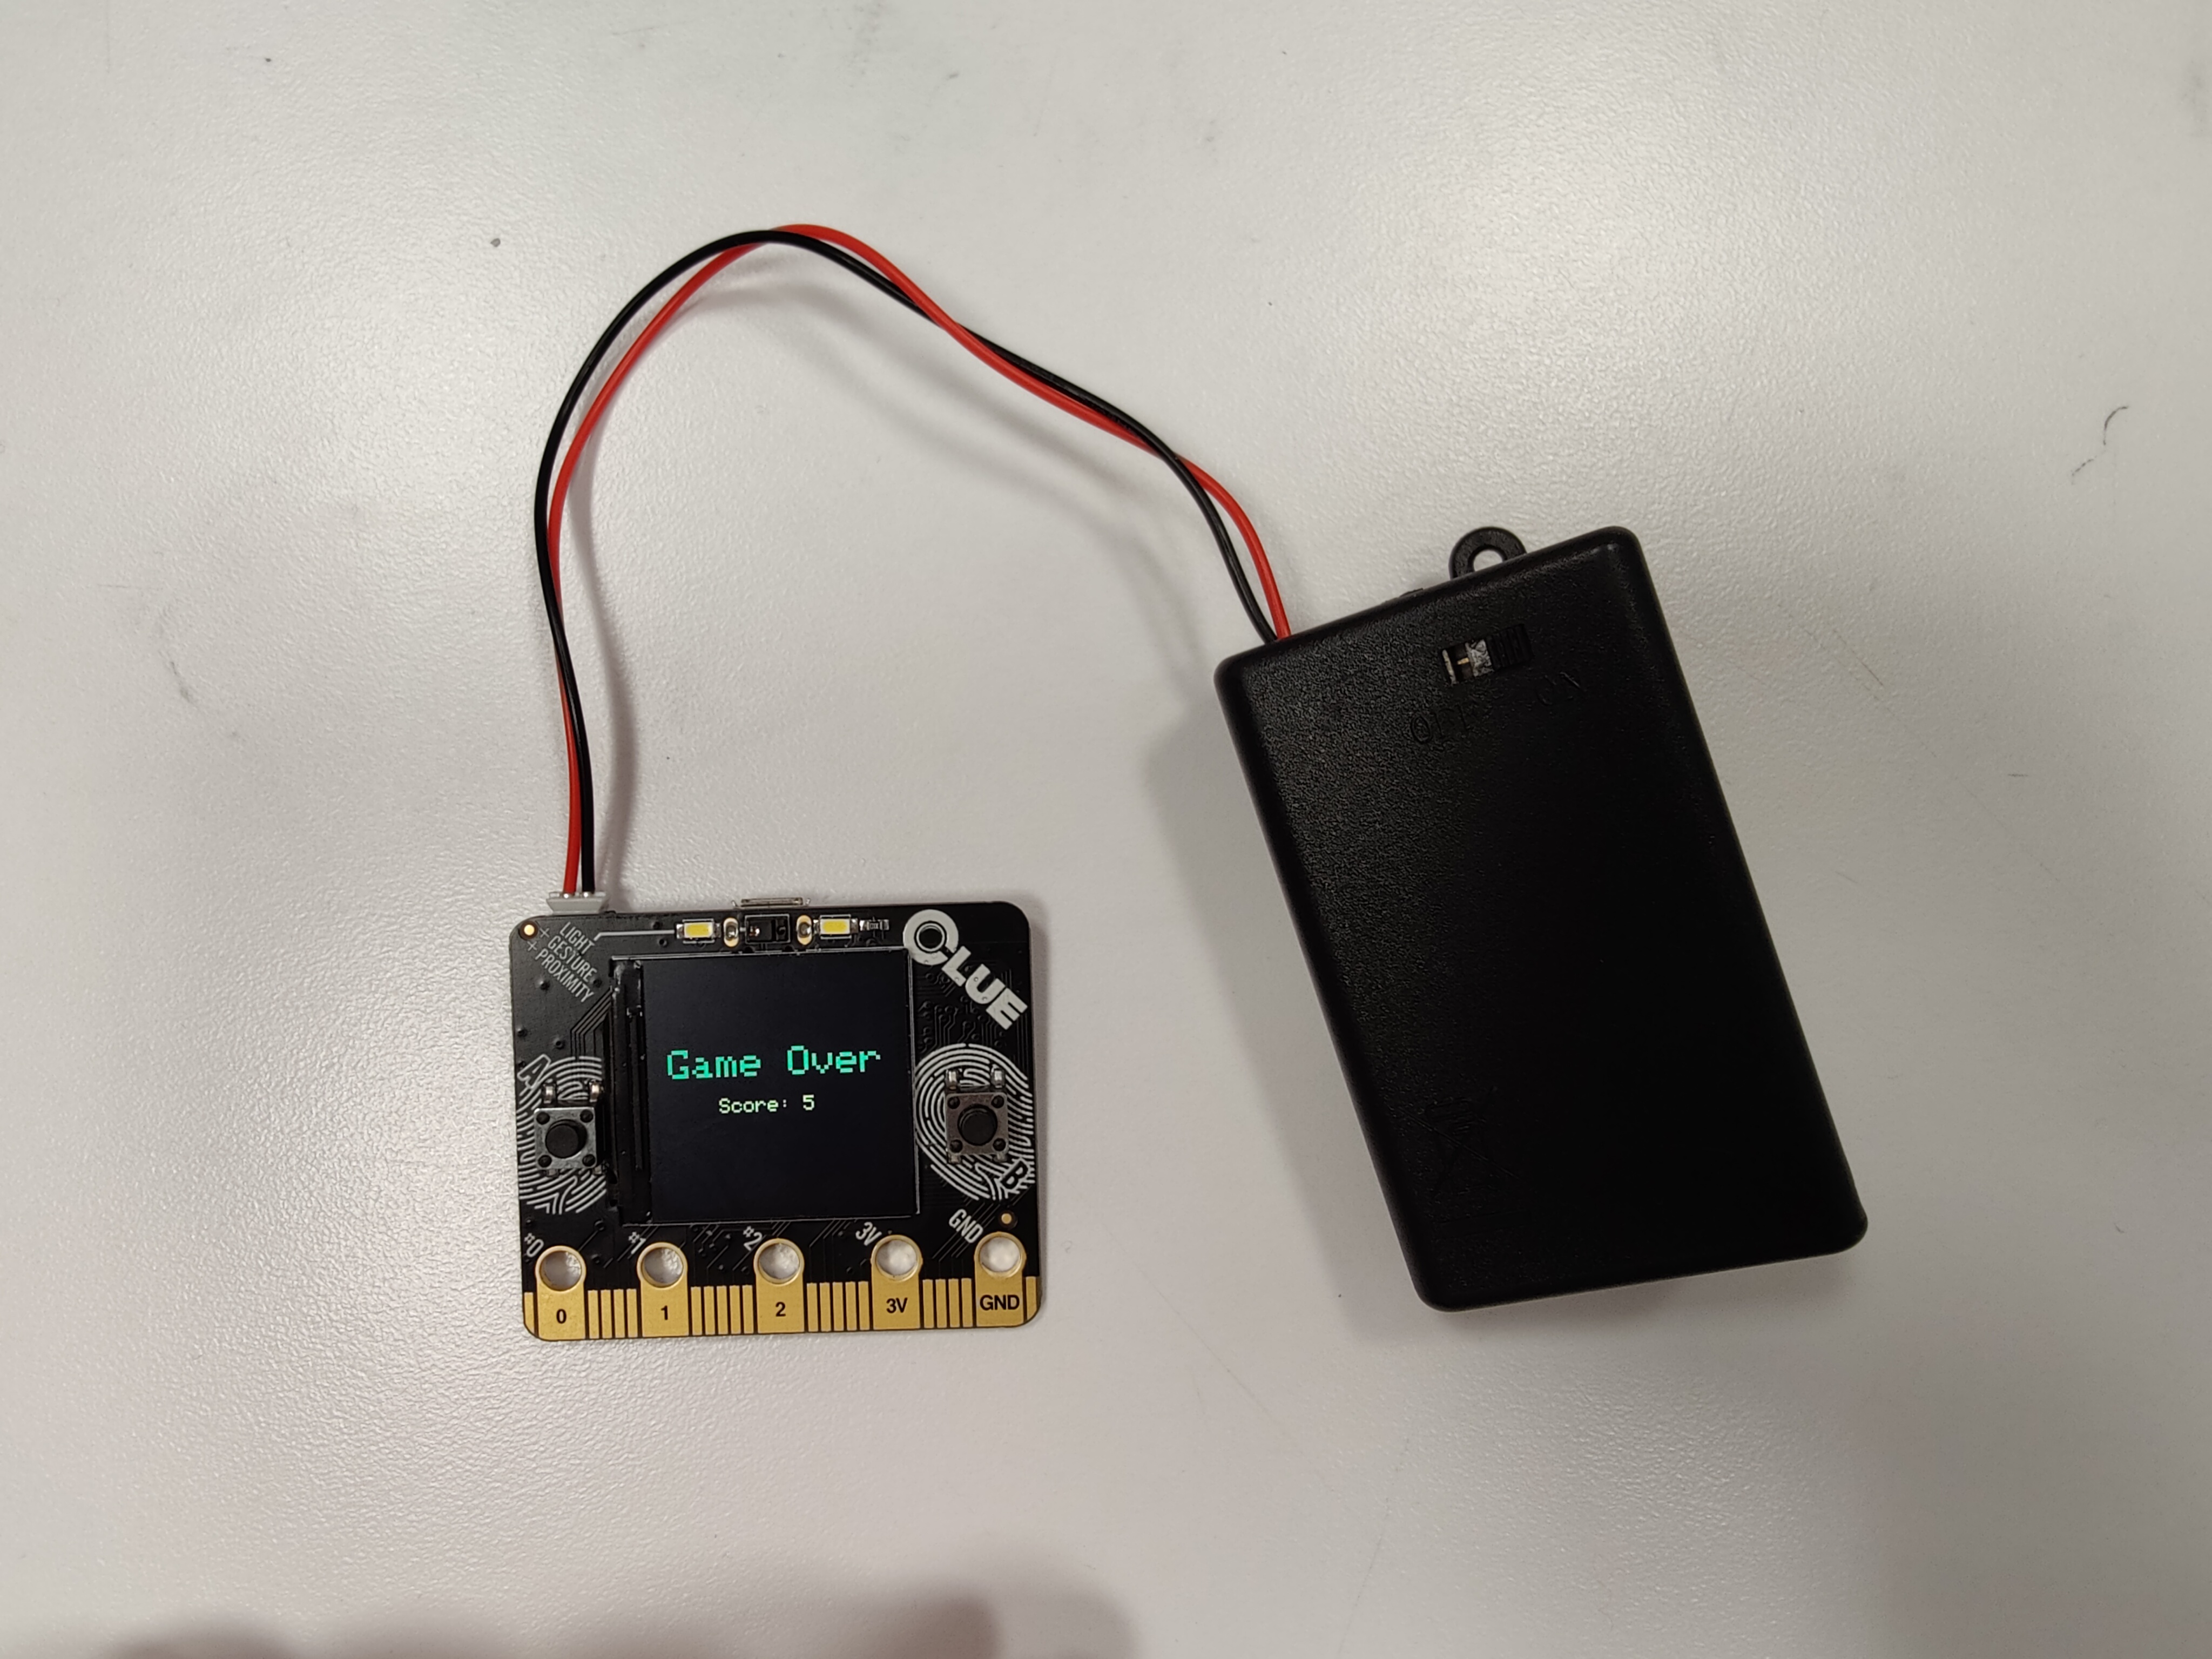 OFF ON
LIGHT
GESTURE
PROXIMITY
CLUE
Game Over
Score: 5
A
B
#0 #1 #2 3V GND
0 1 2 3V GND